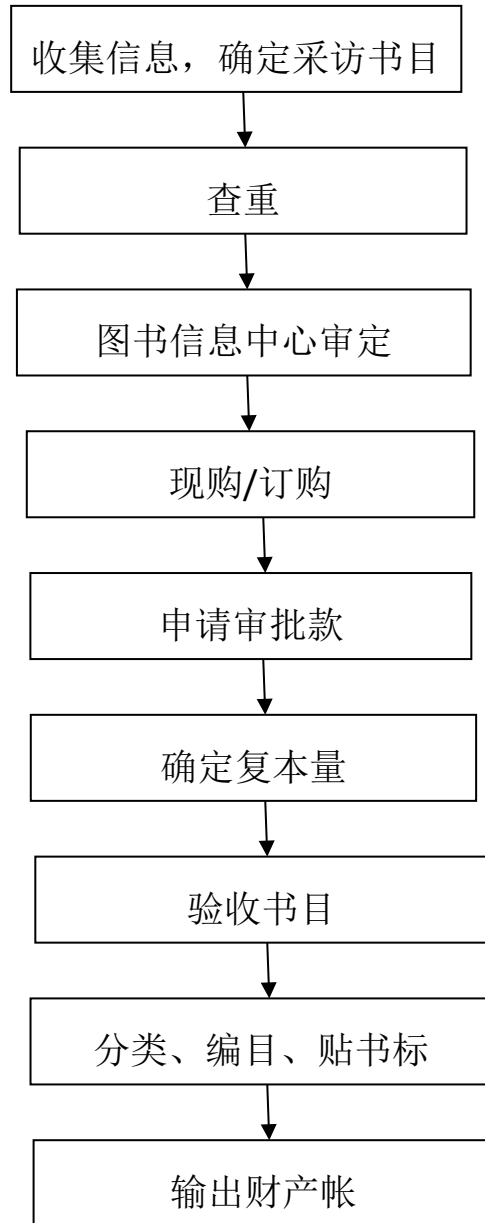 收集信息，确定采访书目
查重
图书信息中心审定
现购/订购
申请审批款
确定复本量
验收书目
分类、编目、贴书标
输出财产帐